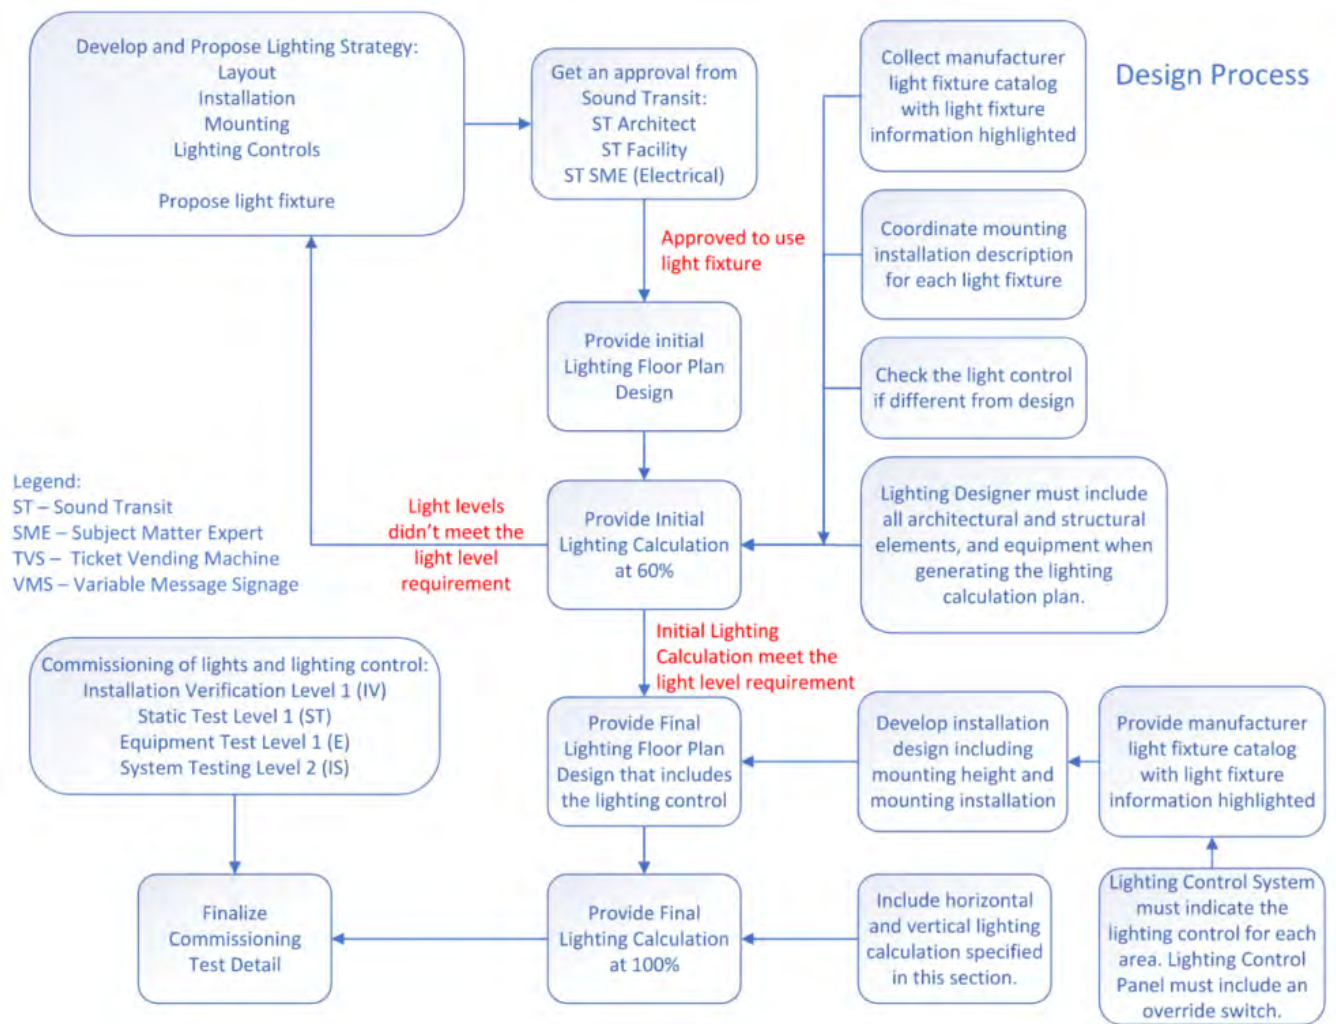 Design Process
Develop and Propose Lighting Strategy:
Layout
Installation
Mounting
Lighting Controls
Propose light fixture
Get an approval from
Sound Transit:
ST Architect
ST Facility
ST SME (Electrical)
Collect manufacturer
light fixture catalog
with light fixture
information highlighted
Approved to use
light fixture
Coordinate mounting
installation description
for each light fixture
Provide initial
Lighting Floor Plan
Design
Check the light control
if different from design
Legend:
ST – Sound Transit
SME – Subject Matter Expert
TVS – Ticket Vending Machine
VMS – Variable Message Signage
Light levels
didn't meet the
light level
requirement
Provide Initial
Lighting Calculation
at 60%
Lighting Designer must include
all architectural and structural
elements, and equipment when
generating the lighting
calculation plan.
Initial Lighting
Calculation meet the
light level requirement
Commissioning of lights and lighting control:
Installation Verification Level 1 (IV)
Static Test Level 1 (ST)
Equipment Test Level 1 (E)
System Testing Level 2 (IS)
Provide Final
Lighting Floor Plan
Design that includes
the lighting control
Develop installation
design including
mounting height and
mounting installation
Provide manufacturer
light fixture catalog
with light fixture
information highlighted
Finalize
Commissioning
Test Detail
Provide Final
Lighting Calculation
at 100%
Include horizontal
and vertical lighting
calculation specified
in this section.
Lighting Control System
must indicate the
lighting control for each
area. Lighting Control
Panel must include an
override switch.